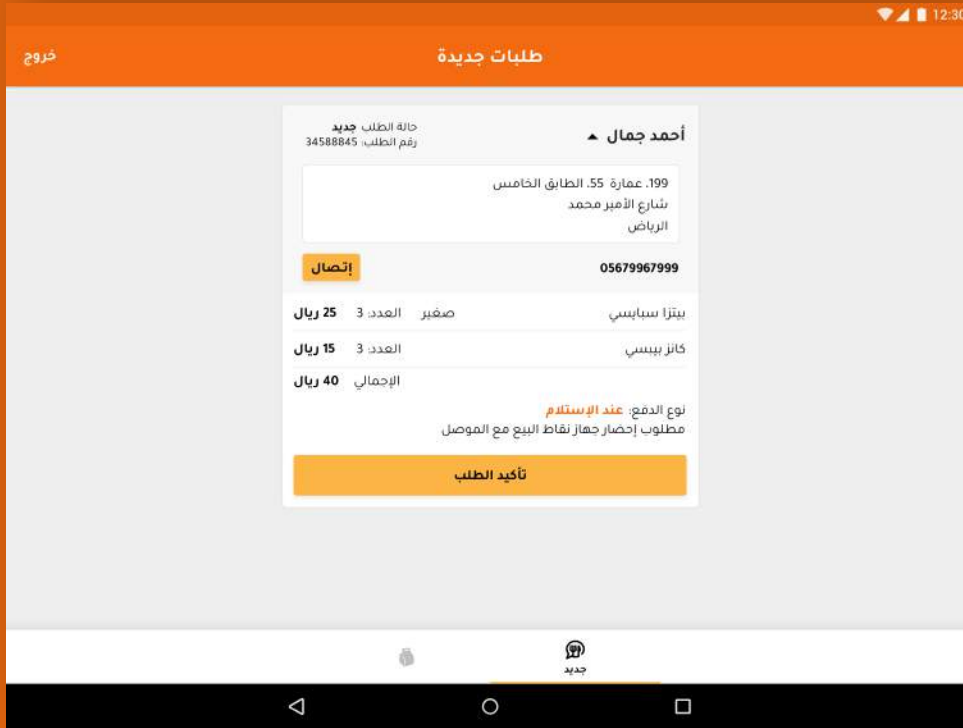 12:30
طلبات جديدة
خروج
أحمد جمال
حالة الطلب جديد
رقم الطلب: 34588845
199، عمارة 55، الطابق الخامس
شارع الأمير محمد
الرياض
05679967999
إتصال
بيتزا سبايسي صغير العدد: 3 25 ريال
كانز بيبسي العدد: 3 15 ريال
الإجمالي 40 ريال
نوع الدفع: عند الإستلام
مطلوب إحضار جهاز نقاط البيع مع الموصل
تأكيد الطلب
جديد